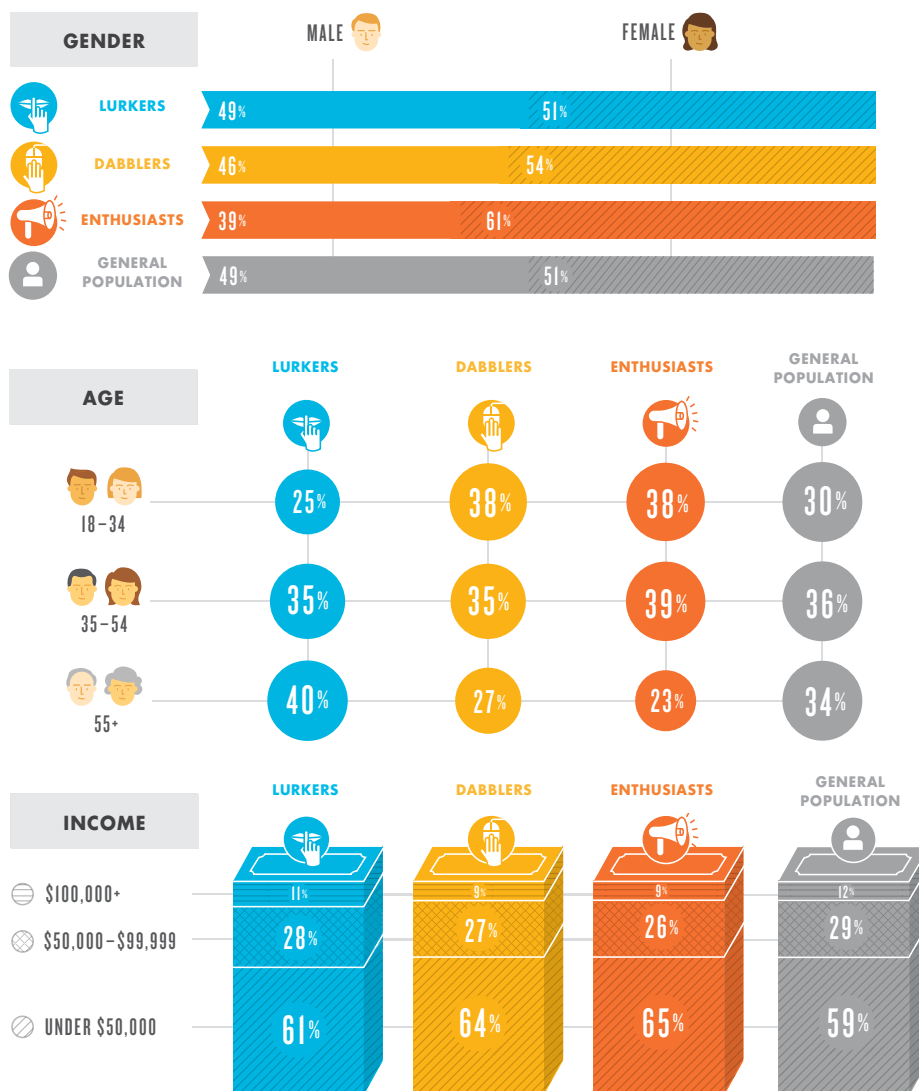 GENDER
MALE FEMALE
LURKERS 49% 51%
DABBLERS 46% 54%
ENTHUSIASTS 39% 61%
GENERAL
POPULATION 49% 51%
AGE
LURKERS DABBLERS ENTHUSIASTS GENERAL
POPULATION
18–34 25% 38% 38% 30%
35–54 35% 35% 39% 36%
55+ 40% 27% 23% 34%
INCOME
LURKERS DABBLERS ENTHUSIASTS GENERAL
POPULATION
$100,000+ 11% 9% 9% 12%
$50,000–$99,999 28% 27% 26% 29%
UNDER $50,000 61% 64% 65% 59%